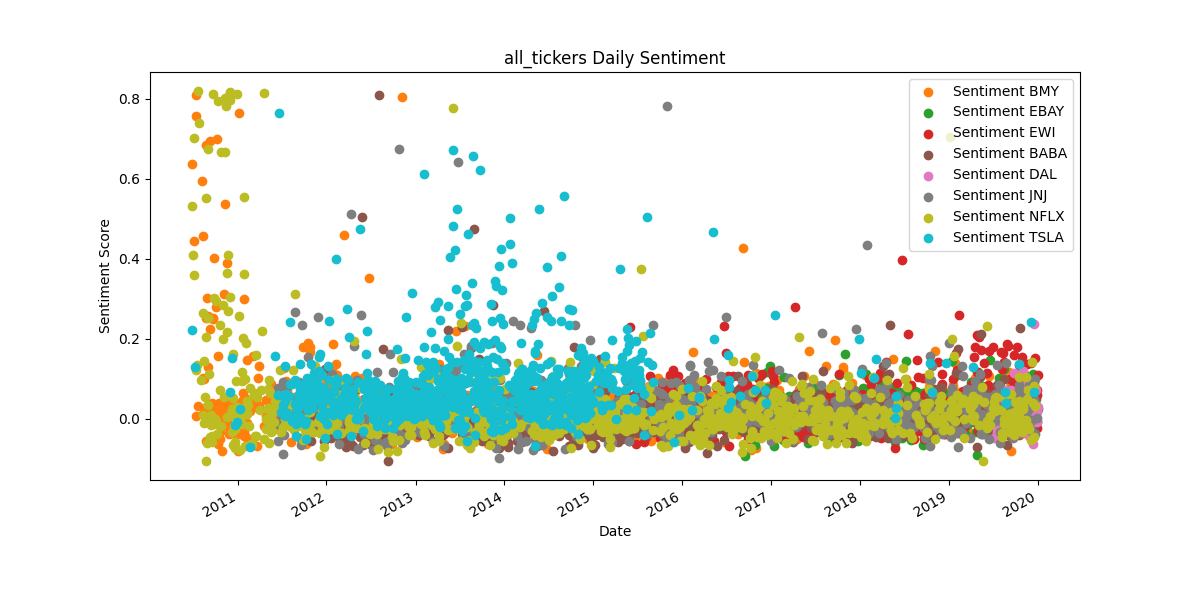 all_tickers Daily Sentiment
Sentiment Score
0.8
0.6
0.4
0.2
0.0
Sentiment BMY
Sentiment EBAY
Sentiment EWI
Sentiment BABA
Sentiment DAL
Sentiment JNJ
Sentiment NFLX
Sentiment TSLA
2011
2012
2013
2014
2015
2016
2017
2018
2019
2020
Date